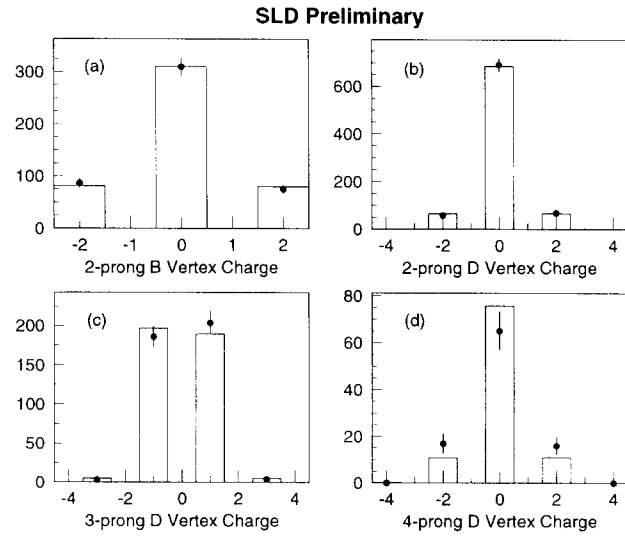 SLD Preliminary
(a)
300
200
100
0
-2 -1 0 1 2
2-prong B Vertex Charge
(b)
600
400
200
0
-4 -2 0 2 4
2-prong D Vertex Charge
(c)
200
150
100
50
0
-4 -2 0 2 4
3-prong D Vertex Charge
(d)
80
60
40
20
0
-4 -2 0 2 4
4-prong D Vertex Charge